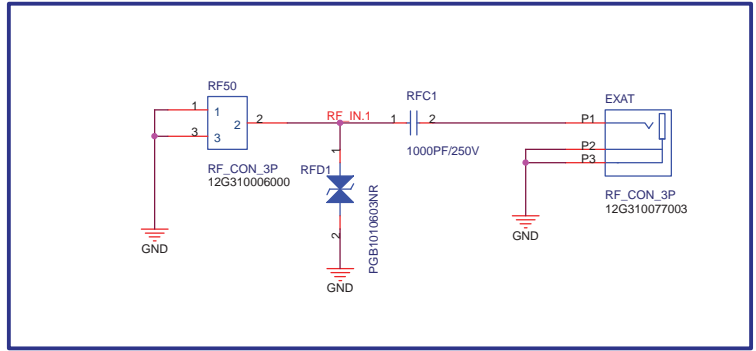 RF50
1
1
2
2
3
3
RF_CON_3P
12G310006000
GND
RF_IN.1
1
RFD1
2
PGB1010603NR
GND
RFC1
1
2
1000PF/250V
EXAT
P1
P2
P3
RF_CON_3P
12G310077003
GND